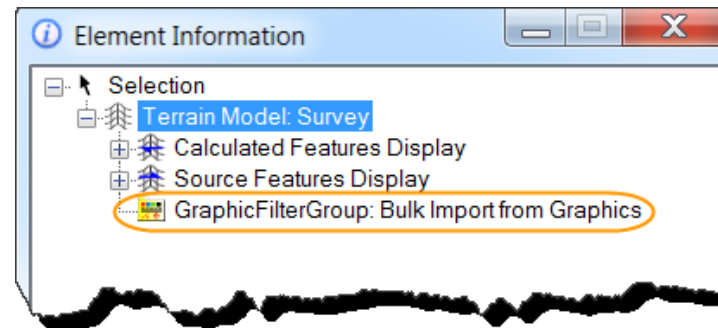 Element Information
Selection
Terrain Model: Survey
Calculated Features Display
Source Features Display
GraphicFilterGroup: Bulk Import from Graphics